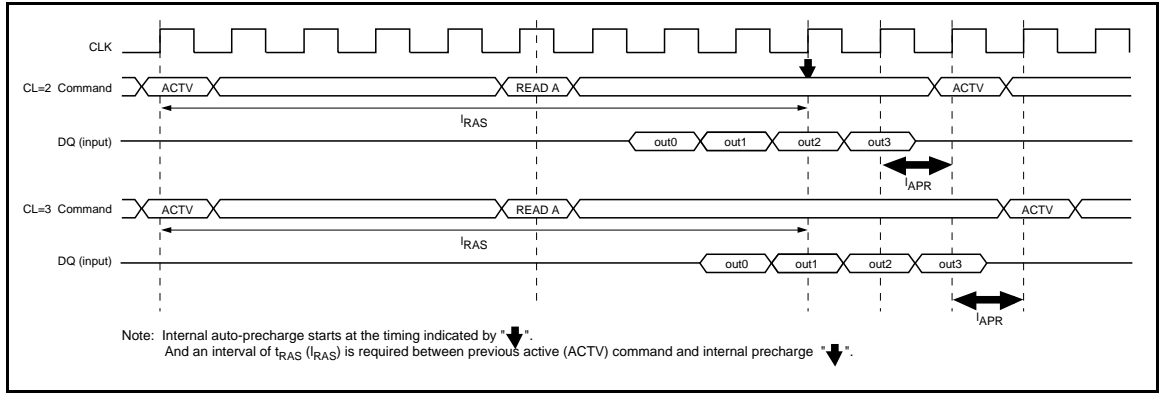 CLK
CL=2 Command ACTV READ A ACTV
lRAS
DQ (input) out0 out1 out2 out3
lAPR
CL=3 Command ACTV READ A ACTV
lRAS
DQ (input) out0 out1 out2 out3
lAPR
Note: Internal auto-precharge starts at the timing indicated by " ".
And an interval of tRAS (lRAS) is required between previous active (ACTV) command and internal precharge " ".